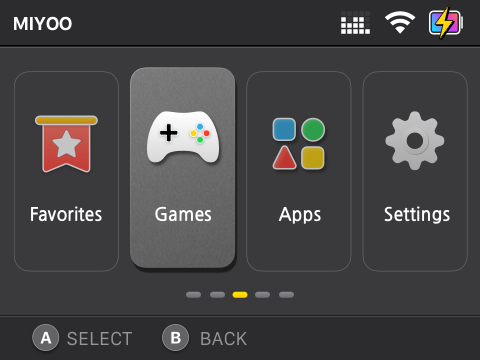 MIYOO
Favorites
Games
Apps
Settings
A SELECT B BACK